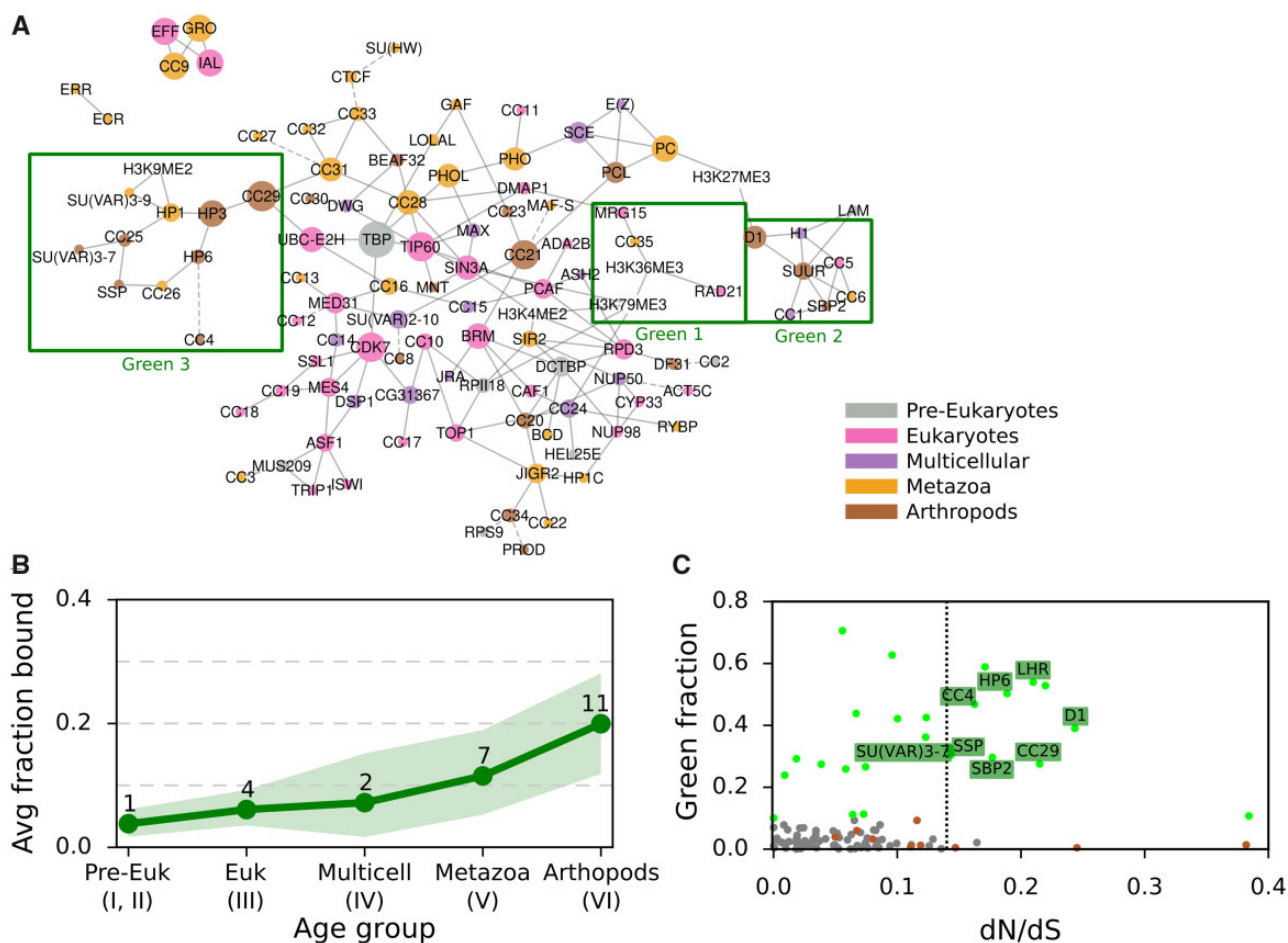 A
EFF
GRO
CC9
IAL
SU(HW)
CTCF
ERR
ECR
CC33
GAF
CC11
E(Z)
CC27
CC32
LOLAL
SCE
PC
CC31
BEAF32
PHO
PCL
H3K9ME2
PHOL
H3K27ME3
SU(VAR)3-9
CC29
CC30
DMAP1
HP1
HP3
DWG
CC28
CC23
MAF-S
MRG15
LAM
CC25
UBC-E2H
TBP
TIP60
MAX
ADA2B
CC35
D1
H1
SU(VAR)3-7
HP6
CC21
H3K36ME3
SUUR
CC5
SSP
CC26
CC13
CC16
MNT
SIN3A
ASH2
PCAF
RAD21
CC6
CC12
MED31
CC15
H3K79ME3
SBP2
CC1
SU(VAR)2-10
H3K4ME2
CC4
CC14
CDK7
CC10
BRM
SIR2
RPD3
Green 1
Green 2
Green 3
SSL1
CC8
DCTBP
DF31
CC2
CC19
MES4
JRA
RPII18
NUP50
ACT5C
CC18
DSP1
CG31367
CAF1
CYP33
CC24
ASF1
CC17
TOP1
CC20
BCD
NUP98
RYBP
HEL25E
CC3
MUS209
TRIP1
ISWI
JIGR2
HP1C
CC34
CC22
RPS9
PROD
Pre-Eukaryotes
Eukaryotes
Multicellular
Metazoa
Arthropods
B
Avg fraction bound
0.4
0.2
0.0
1
4
2
7
11
Pre-Euk
(I, II)
Euk
(III)
Multicell
(IV)
Metazoa
(V)
Arthopods
(VI)
Age group
C
Green fraction
0.8
0.6
0.4
0.2
0.0
LHR
HP6
CC4
D1
SU(VAR)3-7
SSP
CC29
SBP2
0.0
0.1
0.2
0.3
0.4
dN/dS